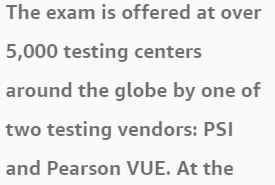 The exam is offered at over
5,000 testing centers
around the globe by one of
two testing vendors: PSI
and Pearson VUE. At the